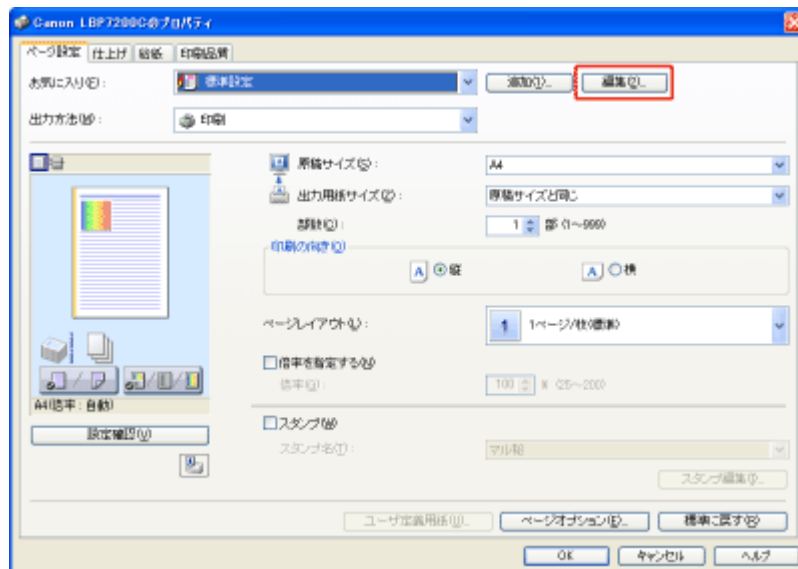 Canon LBP7200Cのプロパティ
ページ設定 仕上げ 給紙 印刷品質
お気に入り(F): 標準設定 追加(1)... 編集(2)...
出力方法(M): 印刷
原稿サイズ(S): A4
出力用紙サイズ(Z): 原稿サイズと同じ
部数(C): 1 部 (1~999)
印刷の向き(O)
A 縦 A 横
ページレイアウト(L): 1 1ページ/枚(標準)
倍率を指定する(N)
倍率(G): 100 % (25~200)
A4(倍率:自動)
設定確認(V)
スタンプ(W)
スタンプ名(T): マル秘
スタンプ編集(I)...
ユーザ定義用紙(U)... ページオプション(E)... 標準に戻す(R)
OK キャンセル ヘルプ